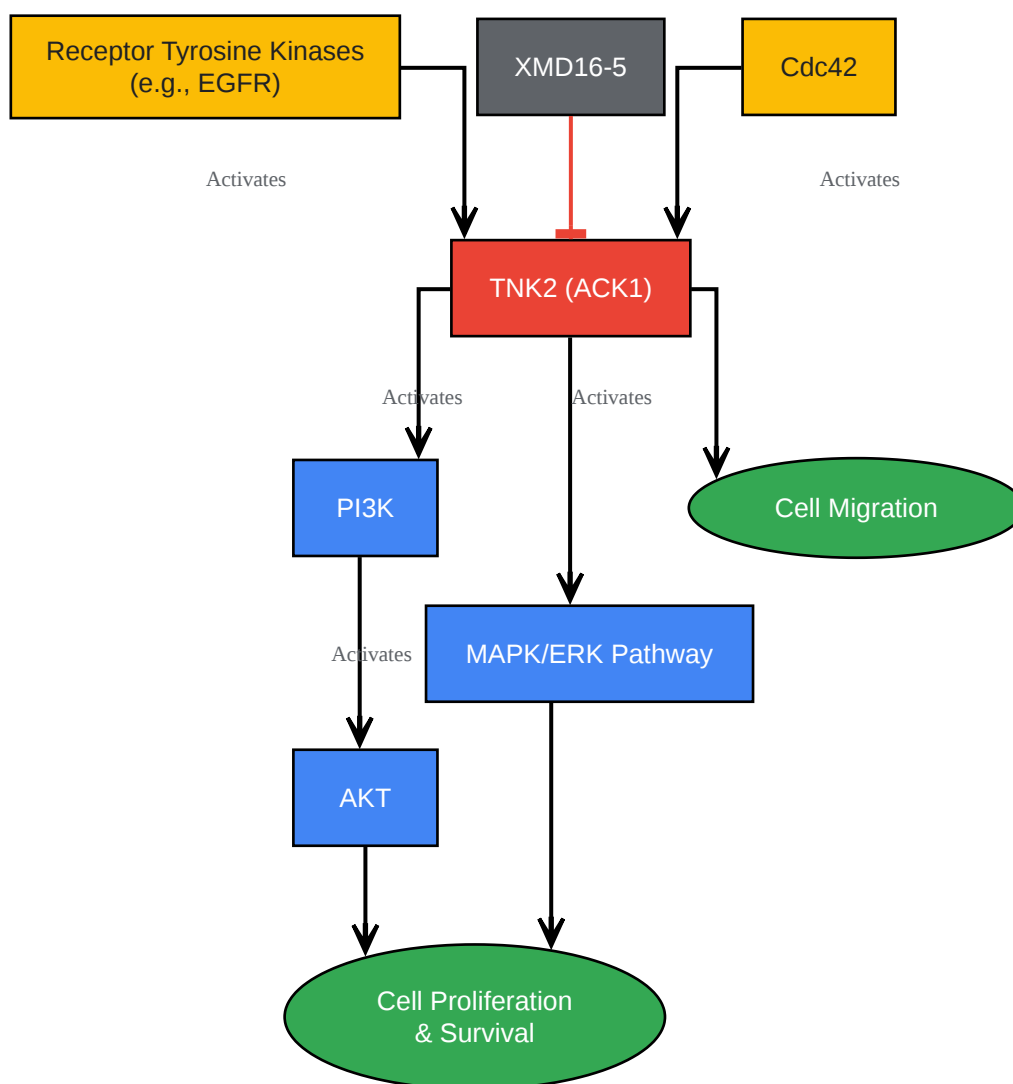 Receptor Tyrosine Kinases
(e.g., EGFR)
XMD16-5
Cdc42
Activates
Activates
TNK2 (ACK1)
Activates
Activates
PI3K
Cell Migration
Activates
MAPK/ERK Pathway
AKT
Cell Proliferation
& Survival